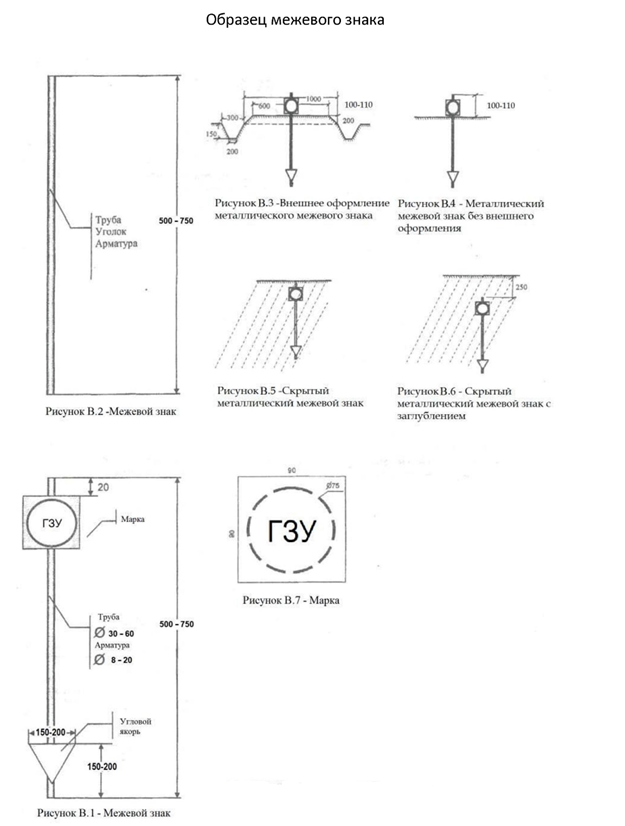 Образец межевого знака
Труба
Уголок
Арматура
500 – 750
Рисунок В.2 -Межевой знак
1000
600
100-110
300
200
150
200
Рисунок В.3 -Внешнее оформление
металлического межевого знака
100-110
Рисунок В.4 - Металлический
межевой знак без внешнего
оформления
Рисунок В.5 -Скрытый
металлический межевой знак
250
Рисунок В.6 - Скрытый
металлический межевой знак с
заглублением
20
ГЗУ
Марка
Труба
Ø 30 – 60
Арматура
Ø 8 – 20
500 – 750
Угловой
якорь
150-200
150-200
Рисунок В.1 - Межевой знак
90
Ø75
90
ГЗУ
Рисунок В.7 - Марка